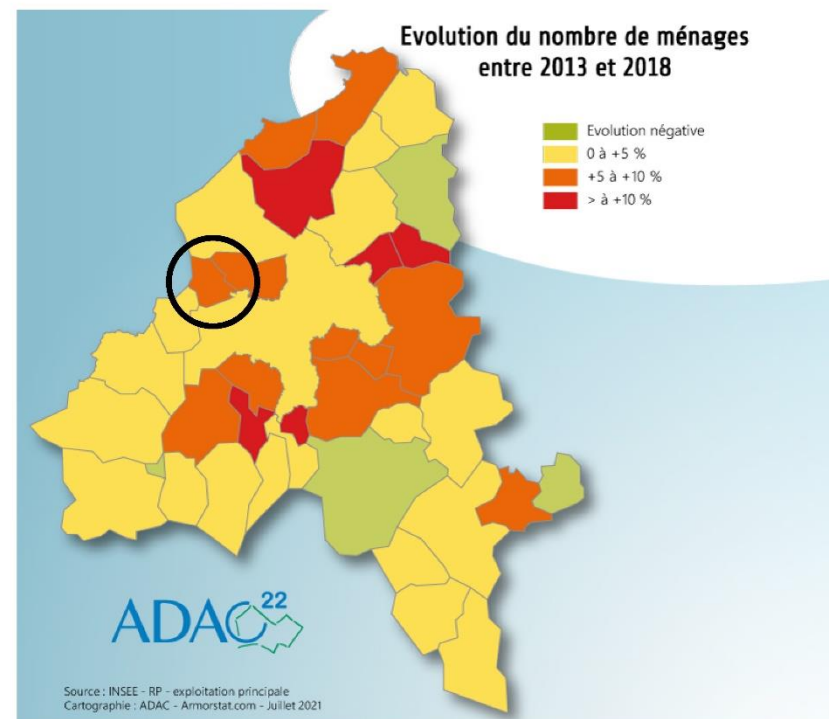 Evolution du nombre de ménages
entre 2013 et 2018
Evolution négative
0 à +5 %
+5 à +10 %
> à +10 %
ADAC 22
Source : INSEE - RP - exploitation principale
Cartographie : ADAC - Armorstat.com - Juillet 2021